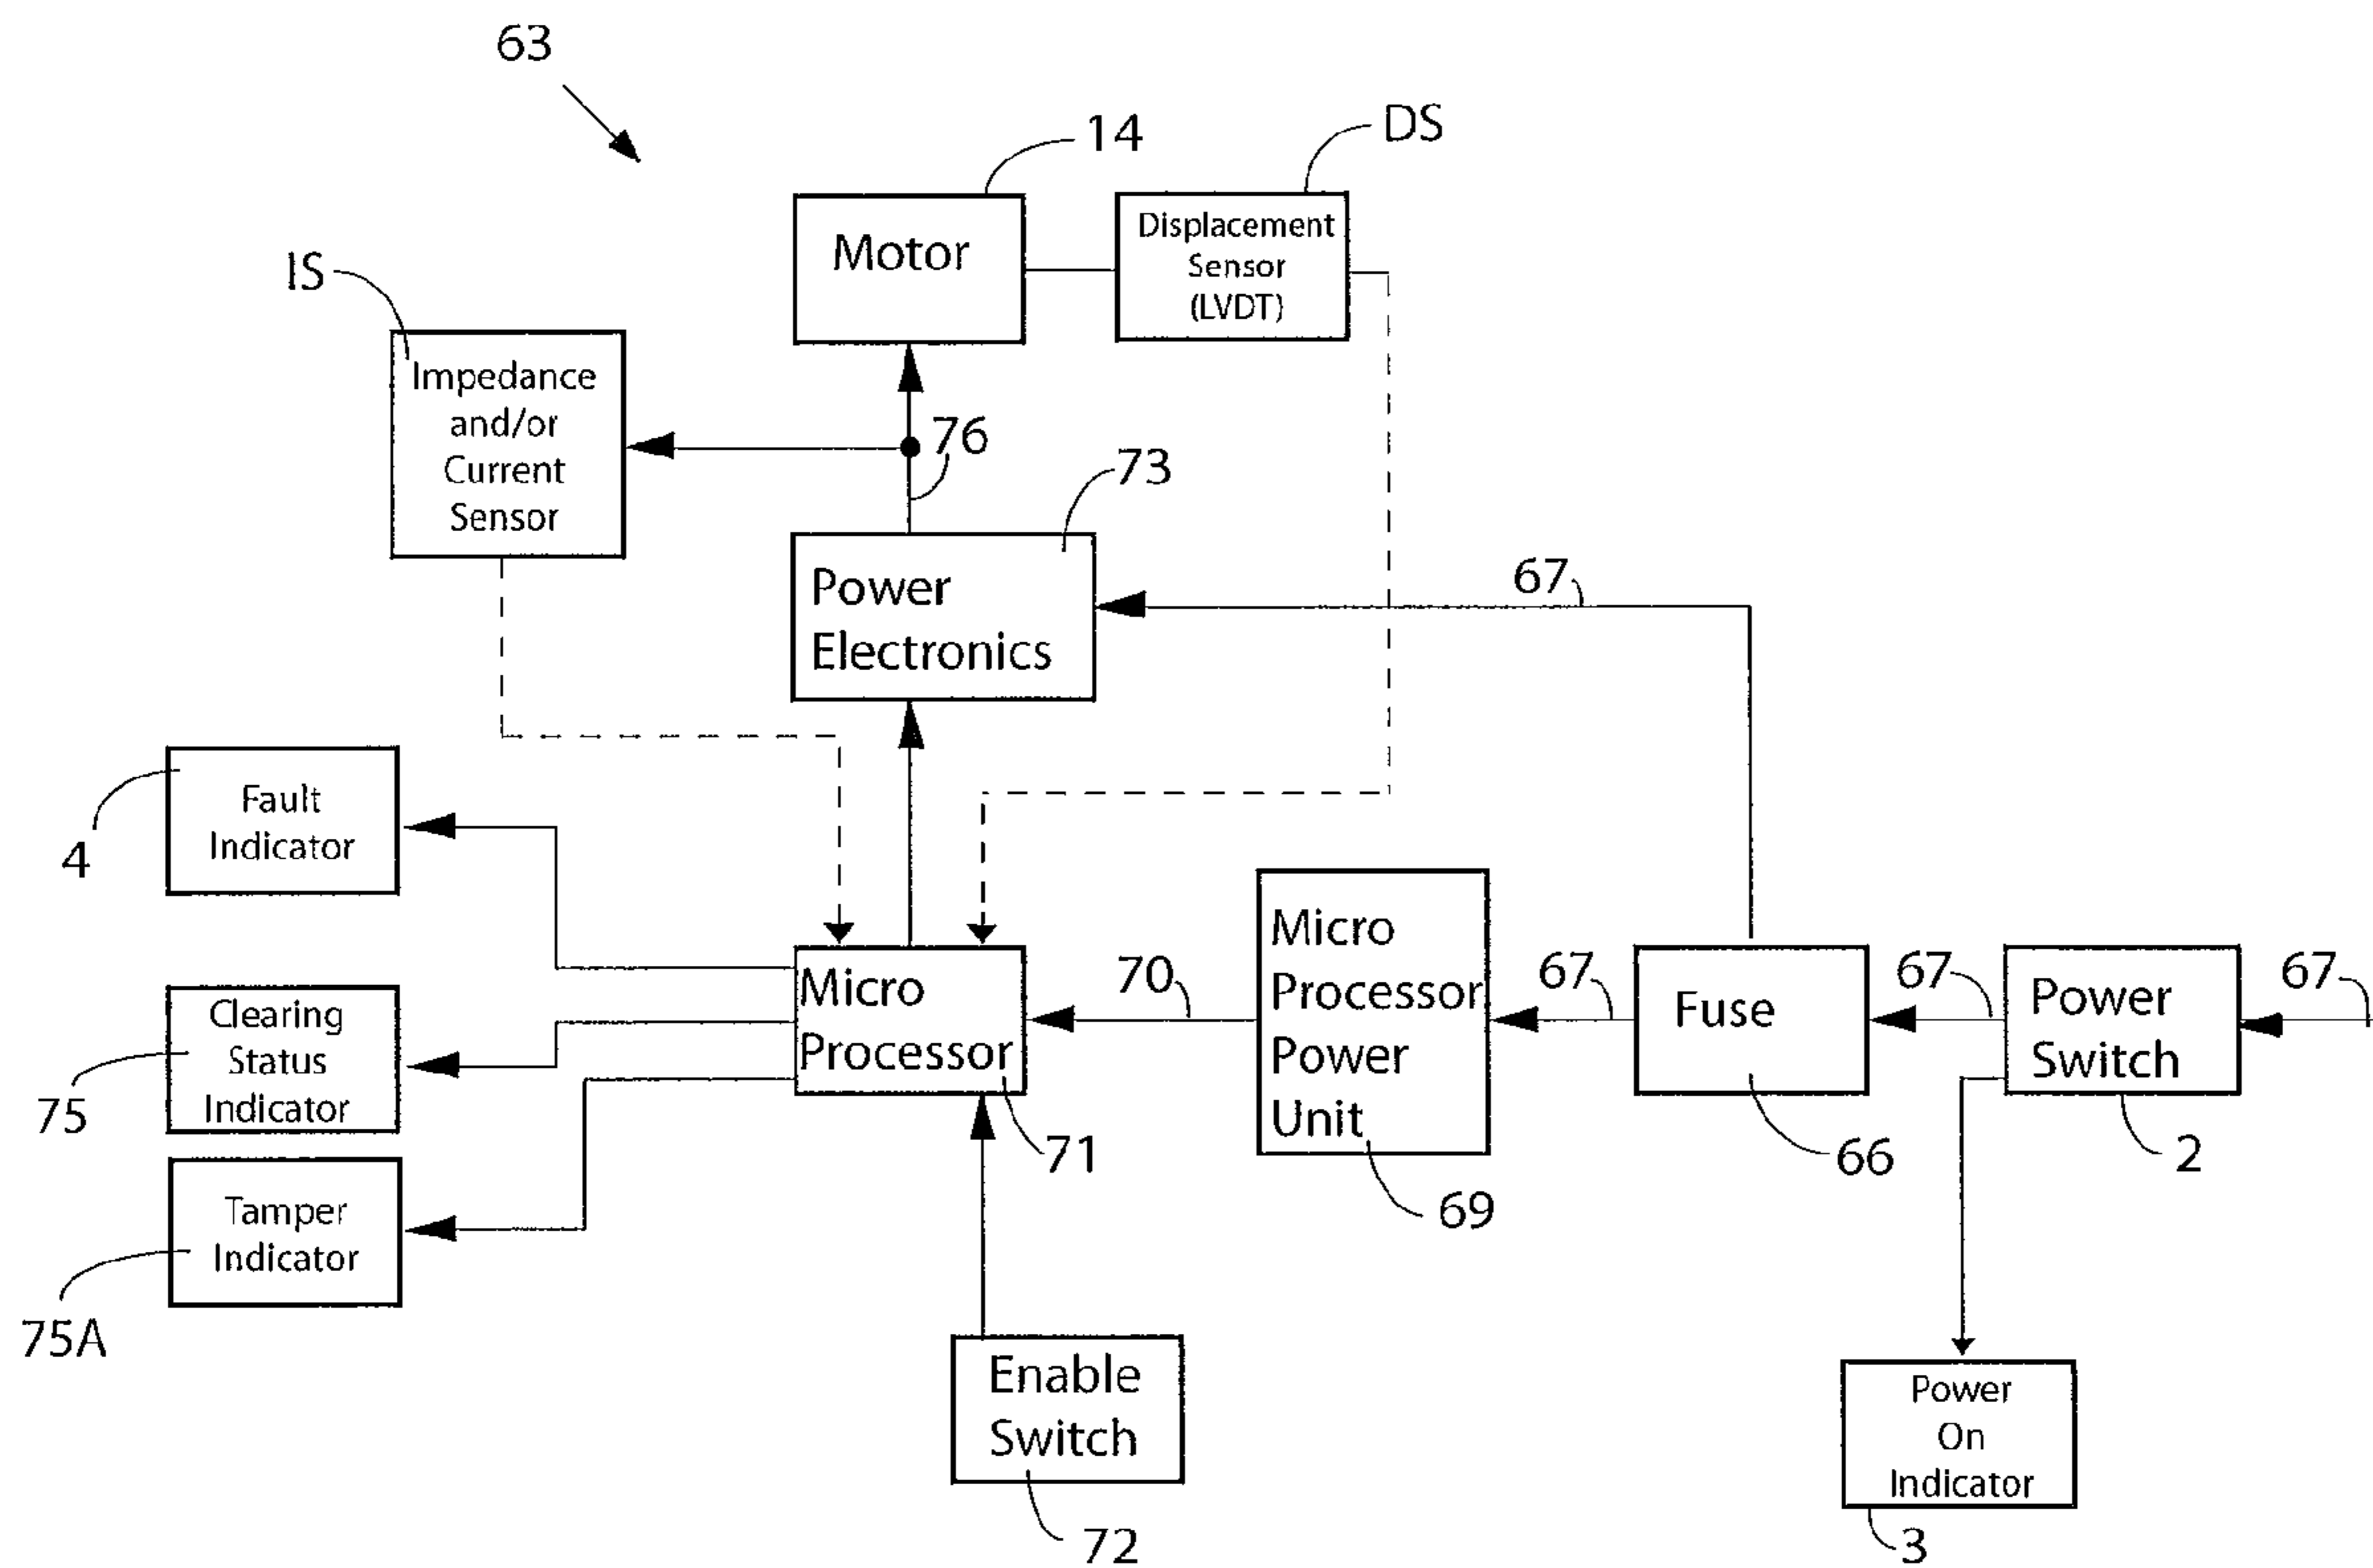 63
14
DS
Motor
Displacement
Sensor
(LVDT)
IS
Impedance
and/or
Current
Sensor
76
73
Power
Electronics
67
4
Fault
Indicator
Clearing
Status
Indicator
75
Tamper
Indicator
75A
Micro
Processor
71
70
Micro
Processor
Power
Unit
69
67
Fuse
66
67
Power
Switch
2
67
Enable
Switch
72
Power
On
Indicator
3